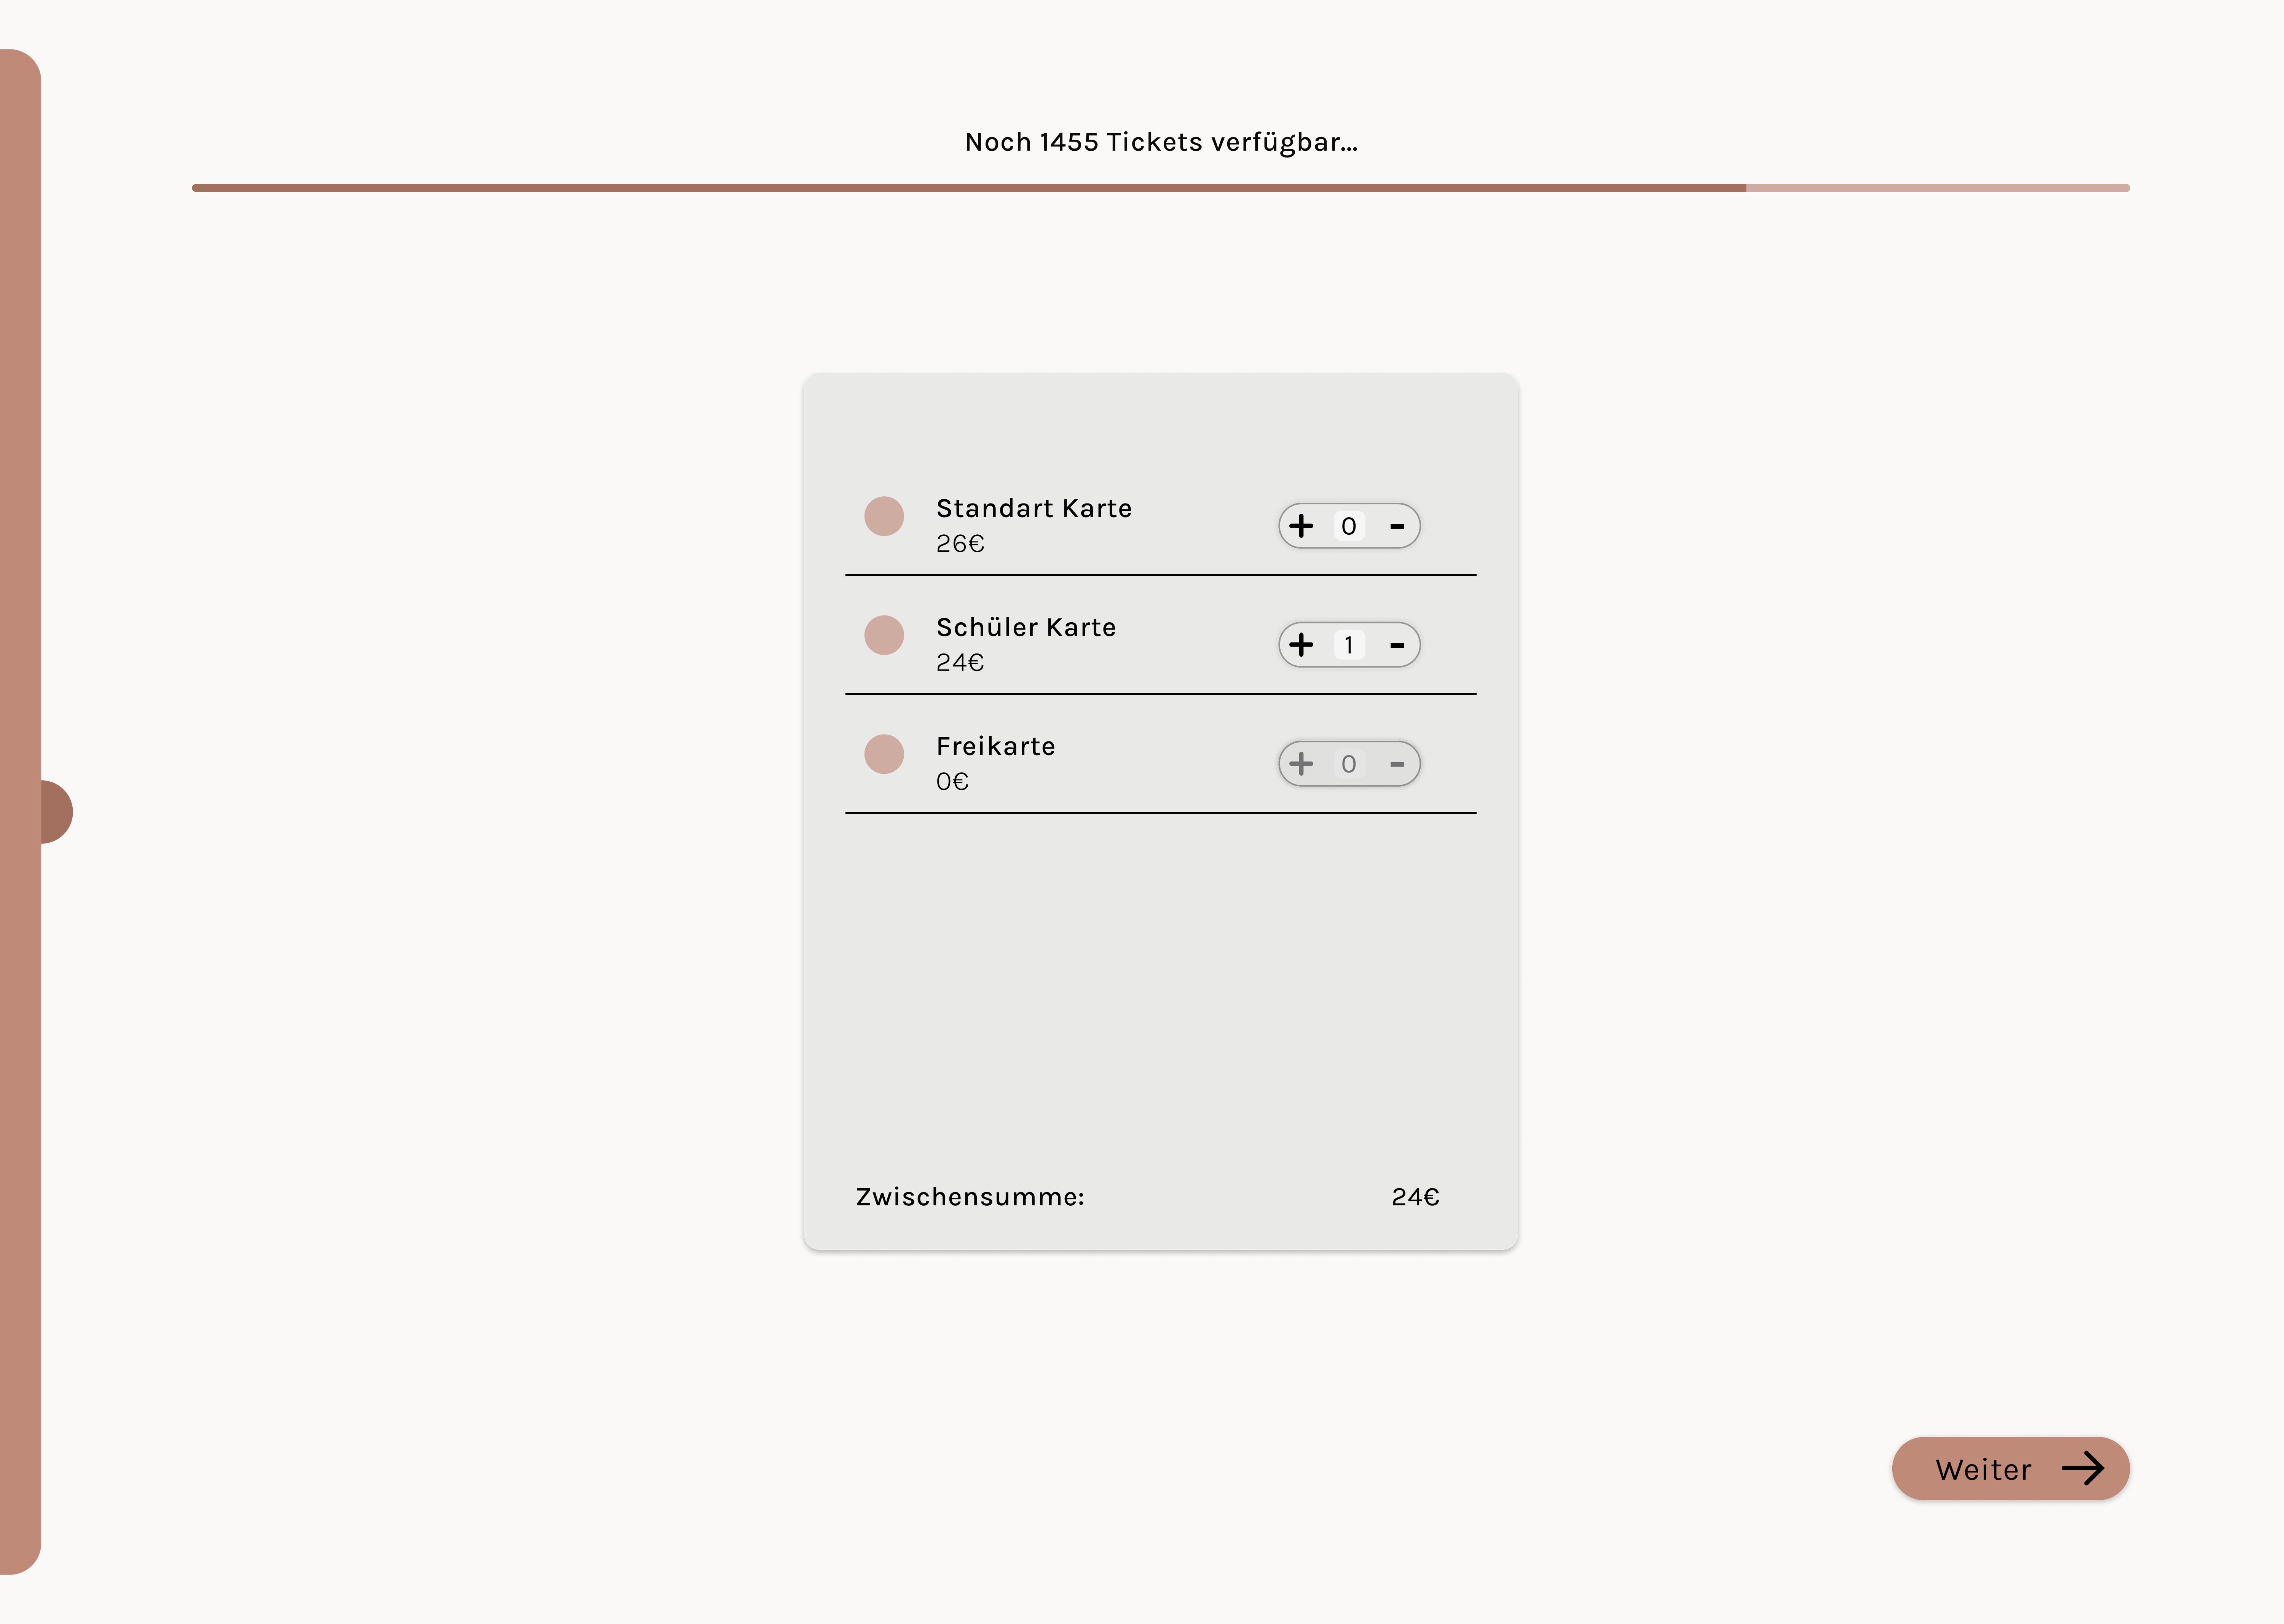 Noch 1455 Tickets verfügbar...
Standart Karte
26€
+ 0 -
Schüler Karte
24€
+ 1 -
Freikarte
0€
+ 0 -
Zwischensumme: 24€
Weiter →